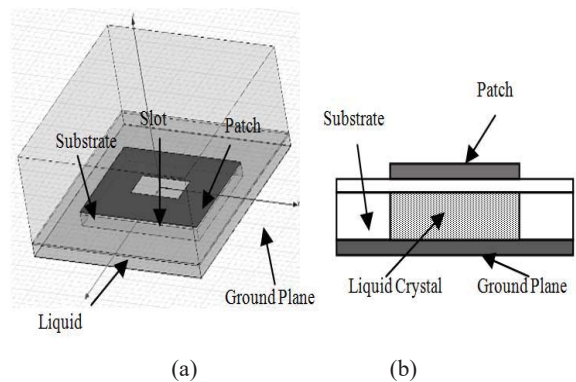 Slot
Substrate
Patch
Ground Plane
Liquid
(a)
Patch
Substrate
Liquid Crystal
Ground Plane
(b)